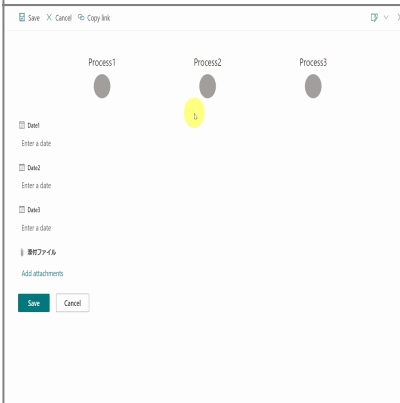 Save Cancel Copy link
Process1 Process2 Process3
Date1
Enter a date
Date2
Enter a date
Date3
Enter a date
添付ファイル
Add attachments
Save Cancel